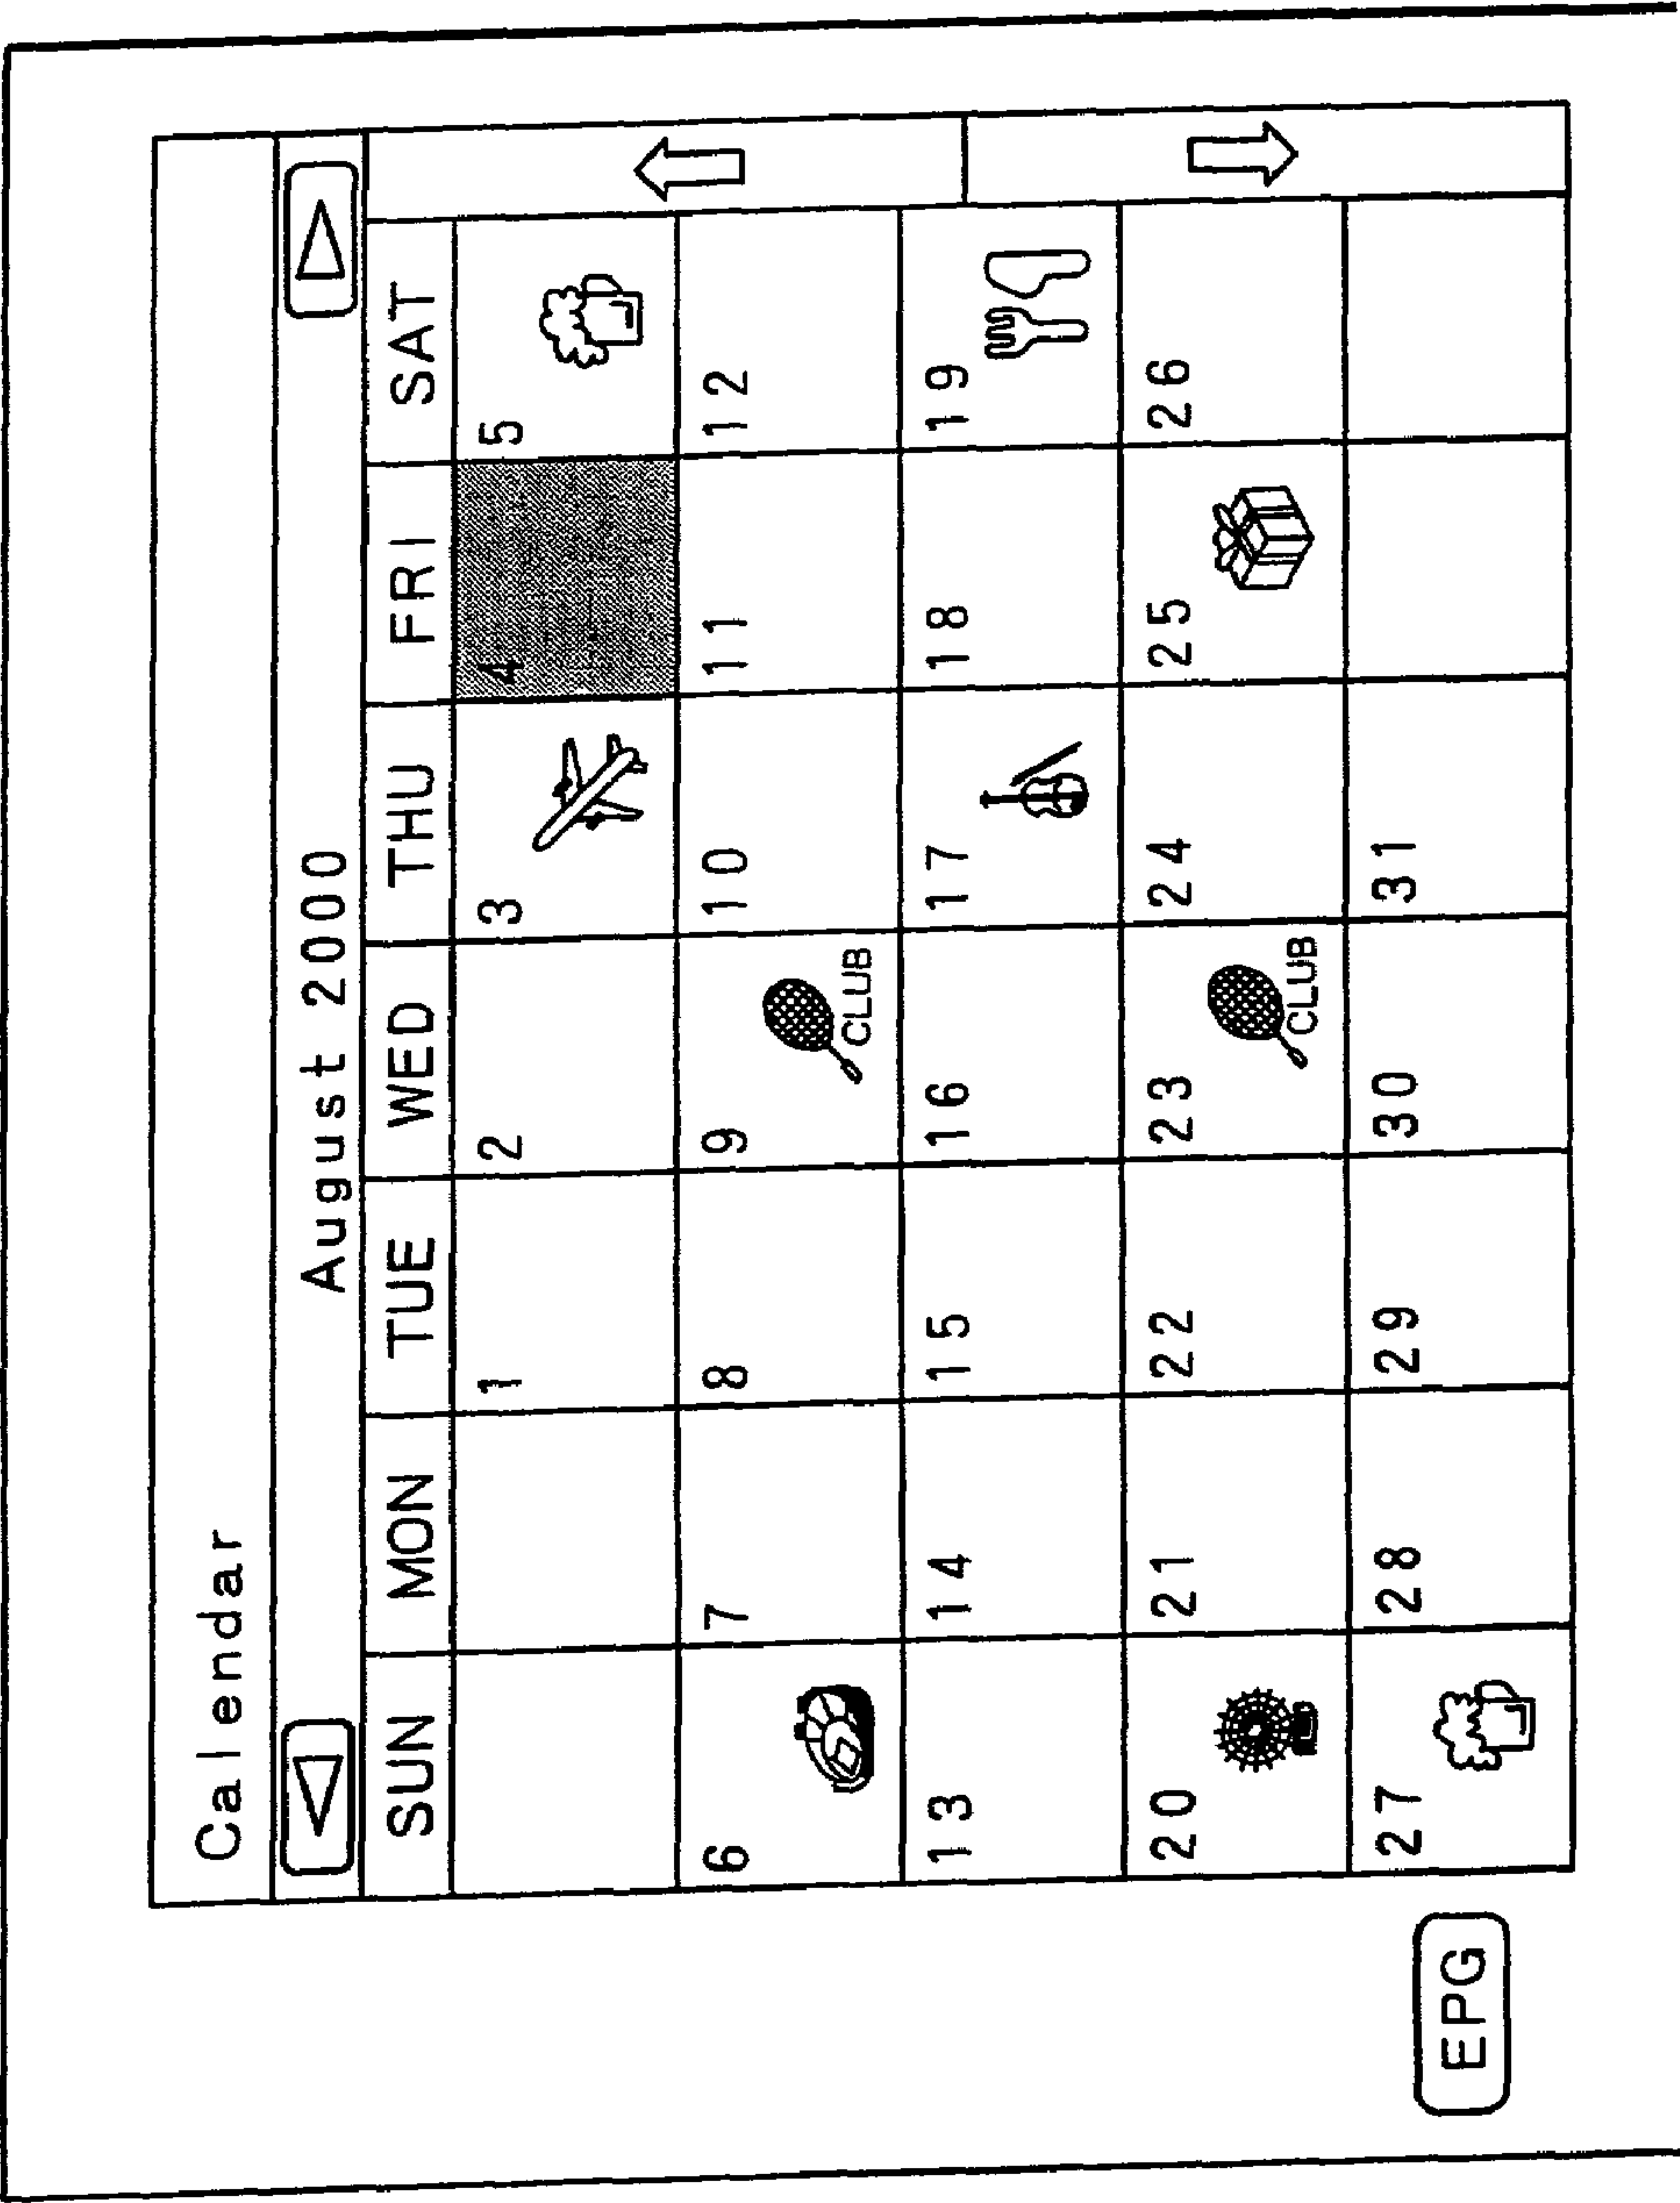 Calendar
August 2000
SUN MON TUE WED THU FRI SAT
1 2 3 4 5
6 7 8 9 10 11 12
CLUB
13 14 15 16 17 18 19
20 21 22 23 24 25 26
CLUB
27 28 29 30 31
EPG